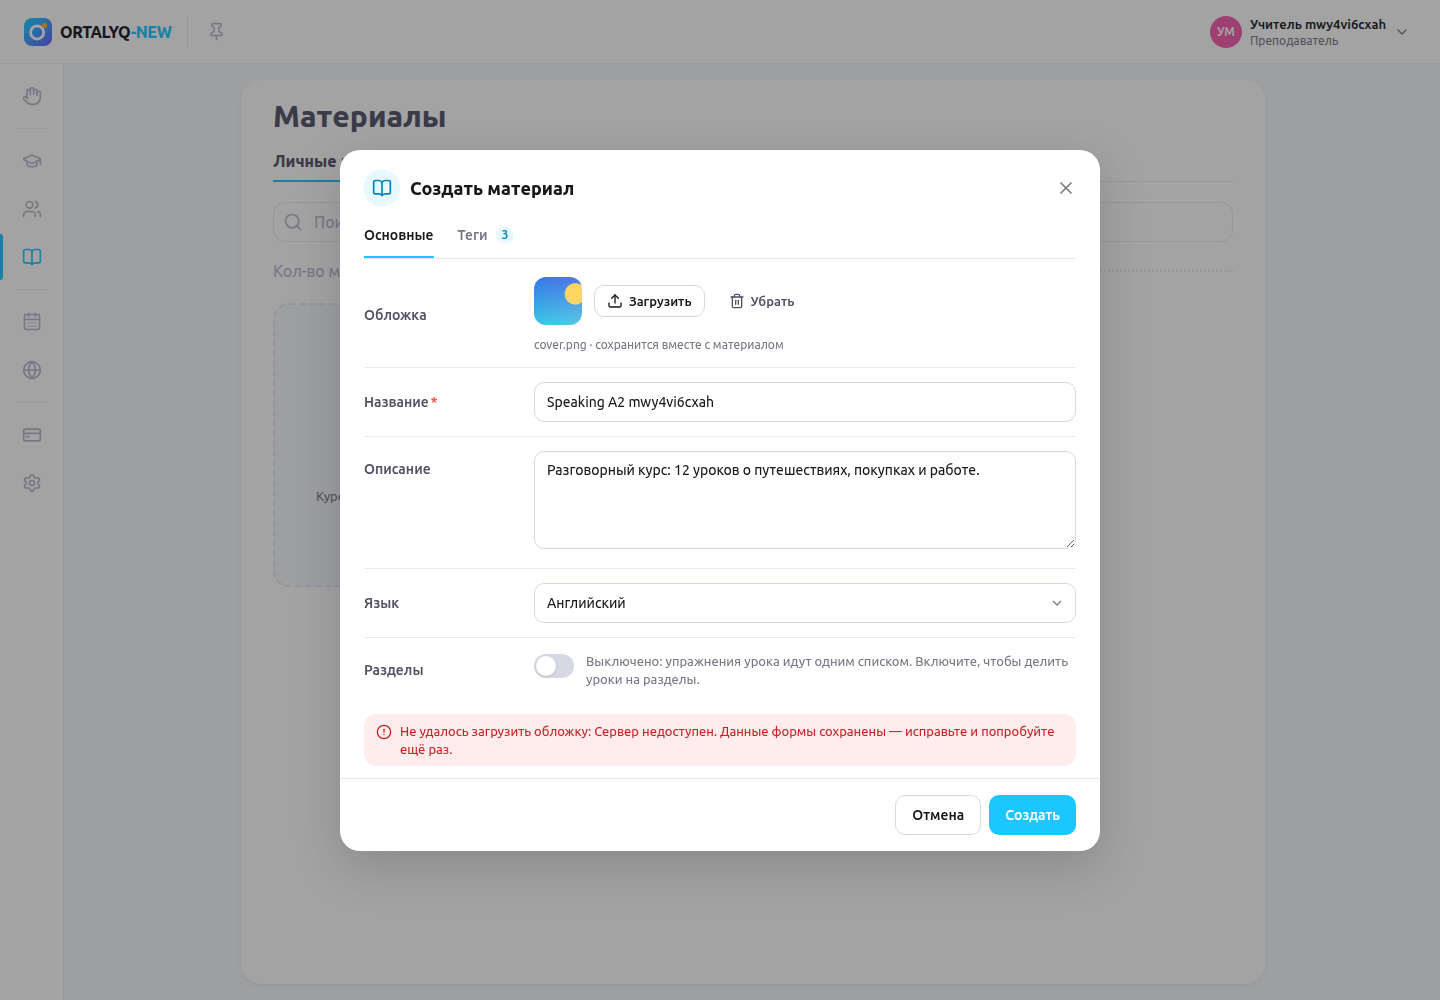 ORTALYQ-NEW
УМ
Учитель mwy4vi6cxah
Преподаватель
Материалы
Личные
Создать материал
Основные
Теги 3
Обложка
Загрузить
Убрать
cover.png · сохранится вместе с материалом
Кол-во
Название*
Speaking A2 mwy4vi6cxah
Описание
Разговорный курс: 12 уроков о путешествиях, покупках и работе.
Язык
Английский
Разделы
Выключено: упражнения урока идут одним списком. Включите, чтобы делить
уроки на разделы.
Не удалось загрузить обложку: Сервер недоступен. Данные формы сохранены — исправьте и попробуйте
ещё раз.
Отмена
Создать